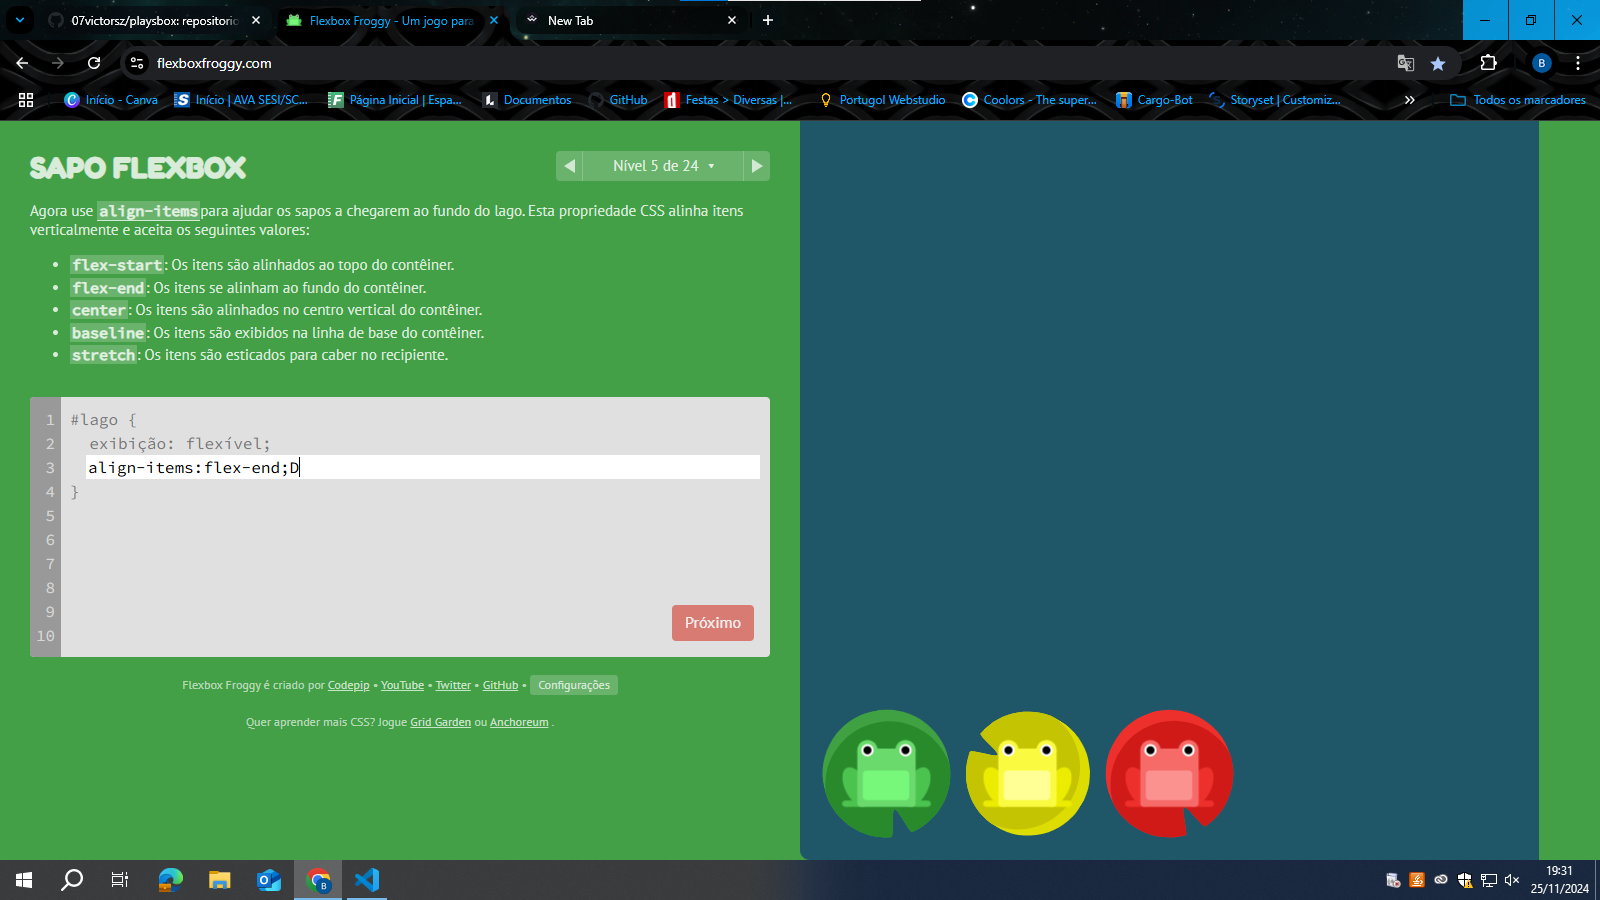 07victorsz/playsbox: repositorio
Flexbox Froggy - Um jogo para
New Tab
flexboxfroggy.com
B
Início - Canva
Início | AVA SESI/SC...
Página Inicial | Espa...
Documentos
GitHub
Festas > Diversas |...
Portugol Webstudio
Coolors - The super...
Cargo-Bot
Storyset | Customiz...
Todos os marcadores
SAPO FLEXBOX
Nível 5 de 24
Agora use align-items para ajudar os sapos a chegarem ao fundo do lago. Esta propriedade CSS alinha itens
verticalmente e aceita os seguintes valores:
• flex-start: Os itens são alinhados ao topo do contêiner.
• flex-end: Os itens se alinham ao fundo do contêiner.
• center: Os itens são alinhados no centro vertical do contêiner.
• baseline: Os itens são exibidos na linha de base do contêiner.
• stretch: Os itens são esticados para caber no recipiente.
1 #lago {
2 exibição: flexível;
3 align-items:flex-end;D
4 }
5
6
7
8
9
10
Próximo
Flexbox Froggy é criado por Codepip • YouTube • Twitter • GitHub • Configurações
Quer aprender mais CSS? Jogue Grid Garden ou Anchoreum .
19:31
25/11/2024